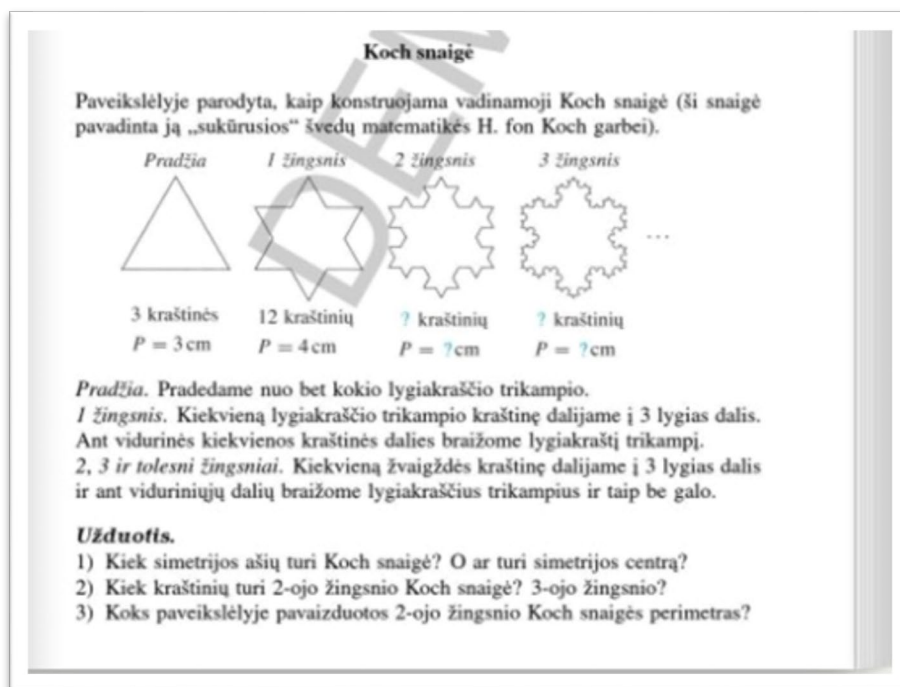 Koch snaigė
Paveikslėlyje parodyta, kaip konstruojama vadinamoji Koch snaigė (ši snaigė
pavadinta ją „sukūrusios“ švedų matematikės H. fon Koch garbei).
Pradžia 1 žingsnis 2 žingsnis 3 žingsnis
...
3 kraštinės 12 kraštinių ? kraštinių ? kraštinių
P = 3 cm P = 4 cm P = ? cm P = ? cm
Pradžia. Pradedame nuo bet kokio lygiakraščio trikampio.
1 žingsnis. Kiekvieną lygiakraščio trikampio kraštinę dalijame į 3 lygias dalis.
Ant vidurinės kiekvienos kraštinės dalies braižome lygiakraštį trikampį.
2, 3 ir tolesni žingsniai. Kiekvieną žvaigždės kraštinę dalijame į 3 lygias dalis
ir ant viduriniųjų dalių braižome lygiakraščius trikampius ir taip be galo.
Užduotis.
1) Kiek simetrijos ašių turi Koch snaigė? O ar turi simetrijos centrą?
2) Kiek kraštinių turi 2-ojo žingsnio Koch snaigė? 3-ojo žingsnio?
3) Koks paveikslėlyje pavaizduotos 2-ojo žingsnio Koch snaigės perimetras?